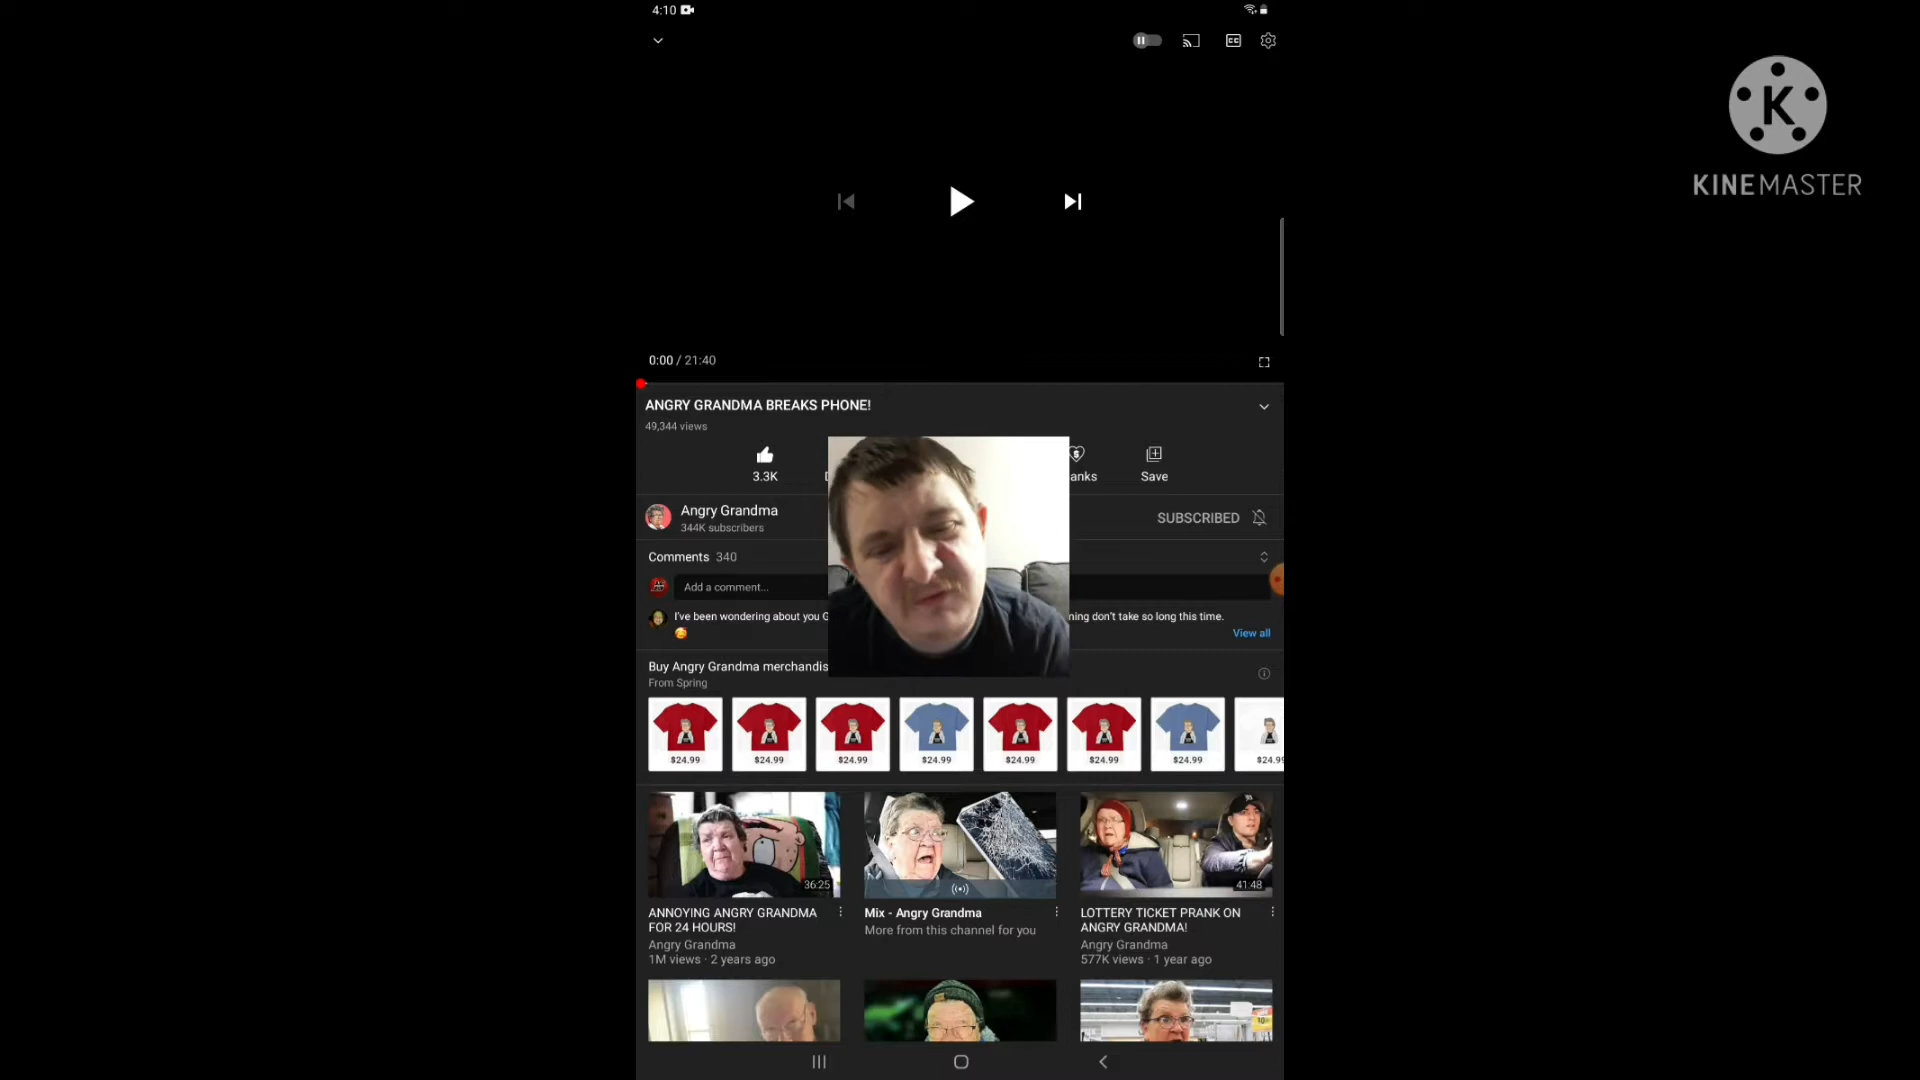 4:10
K
KINEMASTER
CC
0:00 / 21:40
ANGRY GRANDMA BREAKS PHONE!
49,344 views
3.3K
anks
Save
Angry Grandma
344K subscribers
SUBSCRIBED
Comments 340
Add a comment...
I've been wondering about you G
ning don't take so long this time.
View all
Buy Angry Grandma merchandis
From Spring
$24.99 $24.99 $24.99 $24.99 $24.99 $24.99 $24.99 $24.99
36:25
41:48
ANNOYING ANGRY GRANDMA
FOR 24 HOURS!
Angry Grandma
1M views · 2 years ago
Mix - Angry Grandma
More from this channel for you
LOTTERY TICKET PRANK ON
ANGRY GRANDMA!
Angry Grandma
577K views · 1 year ago